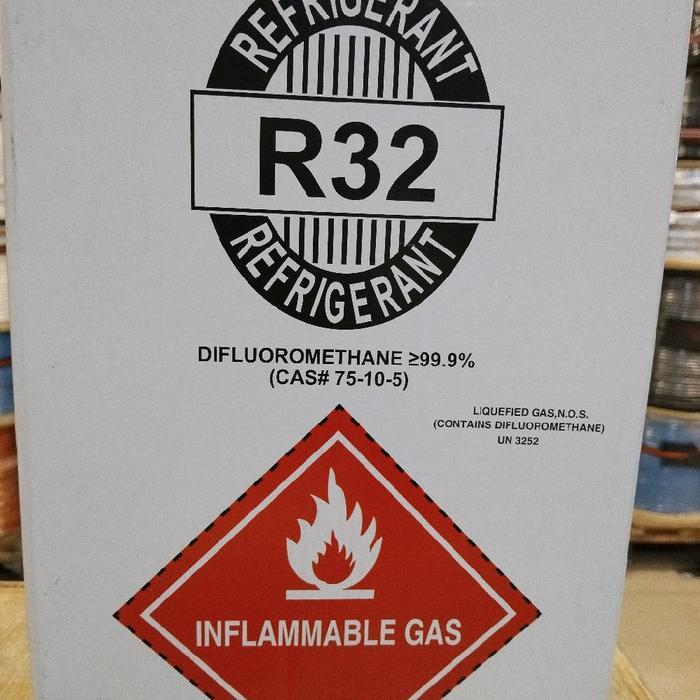 REFRIGERANT
R32
REFRIGERANT
DIFLUOROMETHANE ≥99.9%
(CAS# 75-10-5)
LIQUEFIED GAS,N.O.S.
(CONTAINS DIFLUOROMETHANE)
UN 3252
INFLAMMABLE GAS